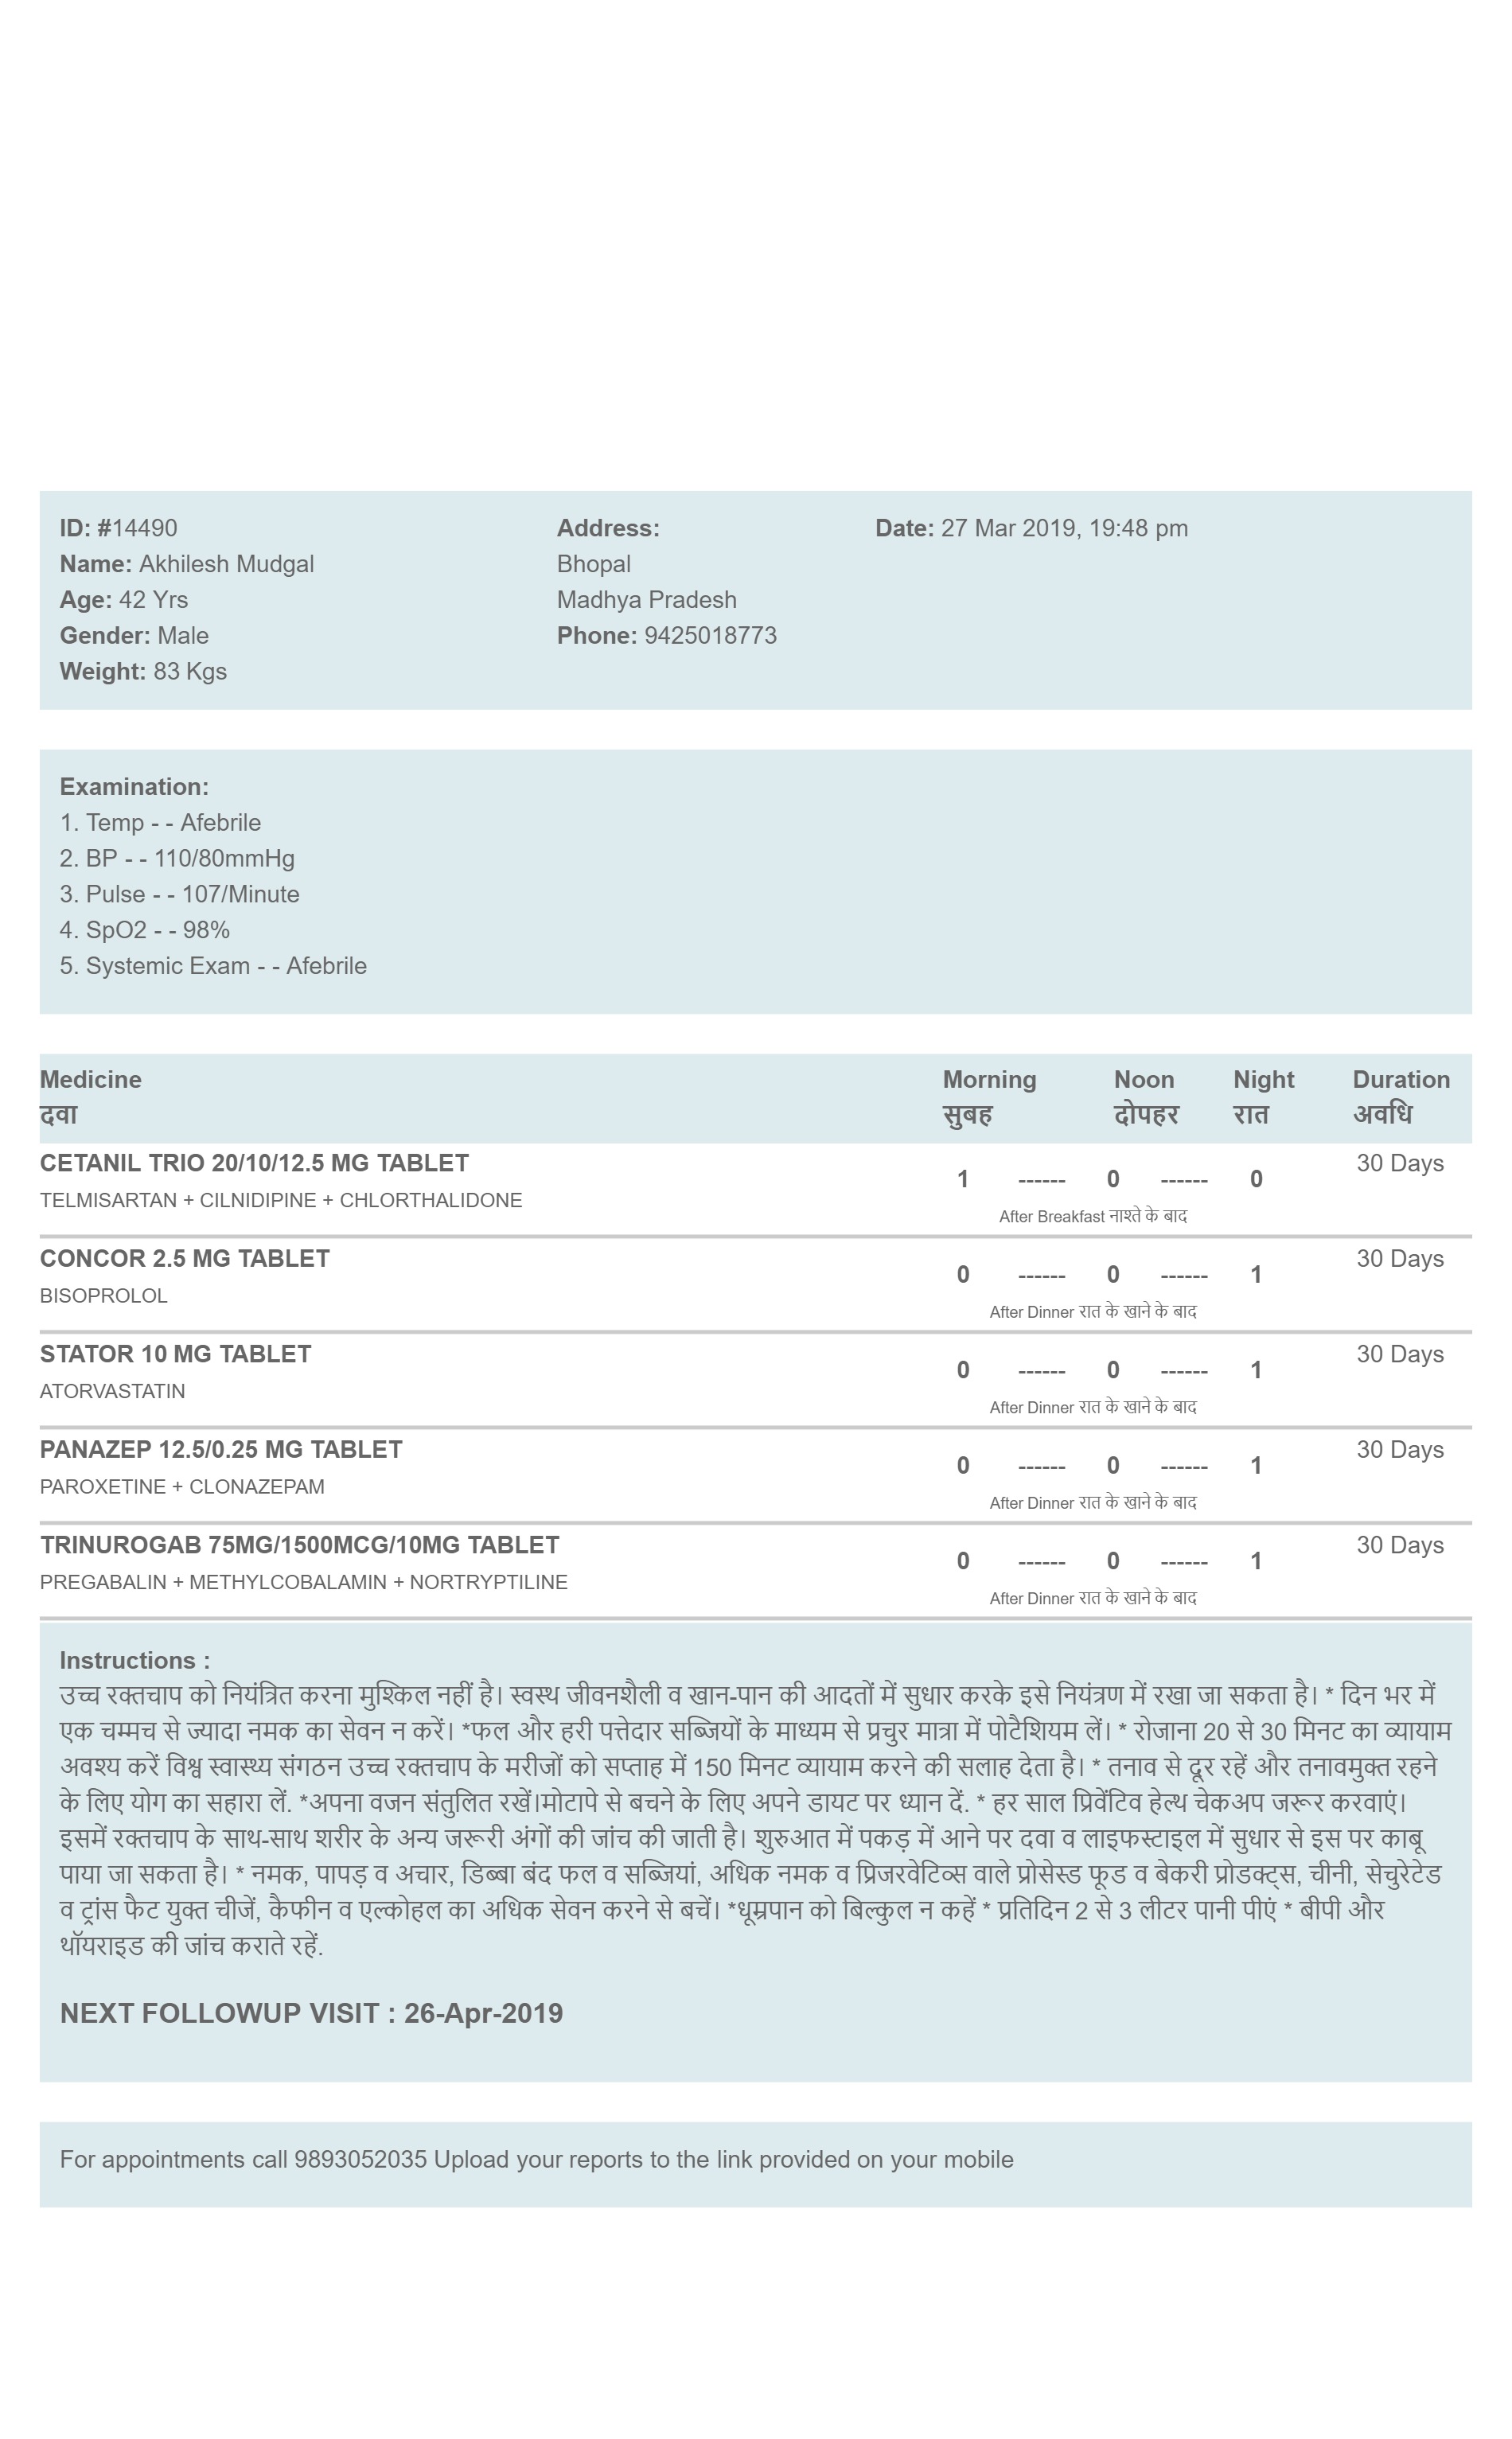 ID: #14490 Address: Date: 27 Mar 2019, 19:48 pm
Name: Akhilesh Mudgal Bhopal
Age: 42 Yrs Madhya Pradesh
Gender: Male Phone: 9425018773
Weight: 83 Kgs
Examination:
1. Temp - - Afebrile
2. BP - - 110/80mmHg
3. Pulse - - 107/Minute
4. SpO2 - - 98%
5. Systemic Exam - - Afebrile
Medicine Morning Noon Night Duration
दवा सुबह दोपहर रात अवधि
CETANIL TRIO 20/10/12.5 MG TABLET 30 Days
1 ------ 0 ------ 0
TELMISARTAN + CILNIDIPINE + CHLORTHALIDONE
After Breakfast नाश्ते के बाद
CONCOR 2.5 MG TABLET 30 Days
0 ------ 0 ------ 1
BISOPROLOL
After Dinner रात के खाने के बाद
STATOR 10 MG TABLET 30 Days
0 ------ 0 ------ 1
ATORVASTATIN
After Dinner रात के खाने के बाद
PANAZEP 12.5/0.25 MG TABLET 30 Days
0 ------ 0 ------ 1
PAROXETINE + CLONAZEPAM
After Dinner रात के खाने के बाद
TRINUROGAB 75MG/1500MCG/10MG TABLET 30 Days
0 ------ 0 ------ 1
PREGABALIN + METHYLCOBALAMIN + NORTRYPTILINE
After Dinner रात के खाने के बाद
Instructions :
उच्च रक्तचाप को नियंत्रित करना मुश्किल नहीं है। स्वस्थ जीवनशैली व खान-पान की आदतों में सुधार करके इसे नियंत्रण में रखा जा सकता है। * दिन भर में
एक चम्मच से ज्यादा नमक का सेवन न करें। *फल और हरी पत्तेदार सब्जियों के माध्यम से प्रचुर मात्रा में पोटैशियम लें। * रोजाना 20 से 30 मिनट का व्यायाम
अवश्य करें विश्व स्वास्थ्य संगठन उच्च रक्तचाप के मरीजों को सप्ताह में 150 मिनट व्यायाम करने की सलाह देता है। * तनाव से दूर रहें और तनावमुक्त रहने
के लिए योग का सहारा लें. *अपना वजन संतुलित रखें।मोटापे से बचने के लिए अपने डायट पर ध्यान दें. * हर साल प्रिवेंटिव हेल्थ चेकअप जरूर करवाएं।
इसमें रक्तचाप के साथ-साथ शरीर के अन्य जरूरी अंगों की जांच की जाती है। शुरुआत में पकड़ में आने पर दवा व लाइफस्टाइल में सुधार से इस पर काबू
पाया जा सकता है। * नमक, पापड़ व अचार, डिब्बा बंद फल व सब्जियां, अधिक नमक व प्रिजरवेटिव्स वाले प्रोसेस्ड फूड व बेकरी प्रोडक्ट्स, चीनी, सेचुरेटेड
व ट्रांस फैट युक्त चीजें, कैफीन व एल्कोहल का अधिक सेवन करने से बचें। *धूम्रपान को बिल्कुल न कहें * प्रतिदिन 2 से 3 लीटर पानी पीएं * बीपी और
थॉयराइड की जांच कराते रहें.
NEXT FOLLOWUP VISIT : 26-Apr-2019
For appointments call 9893052035 Upload your reports to the link provided on your mobile